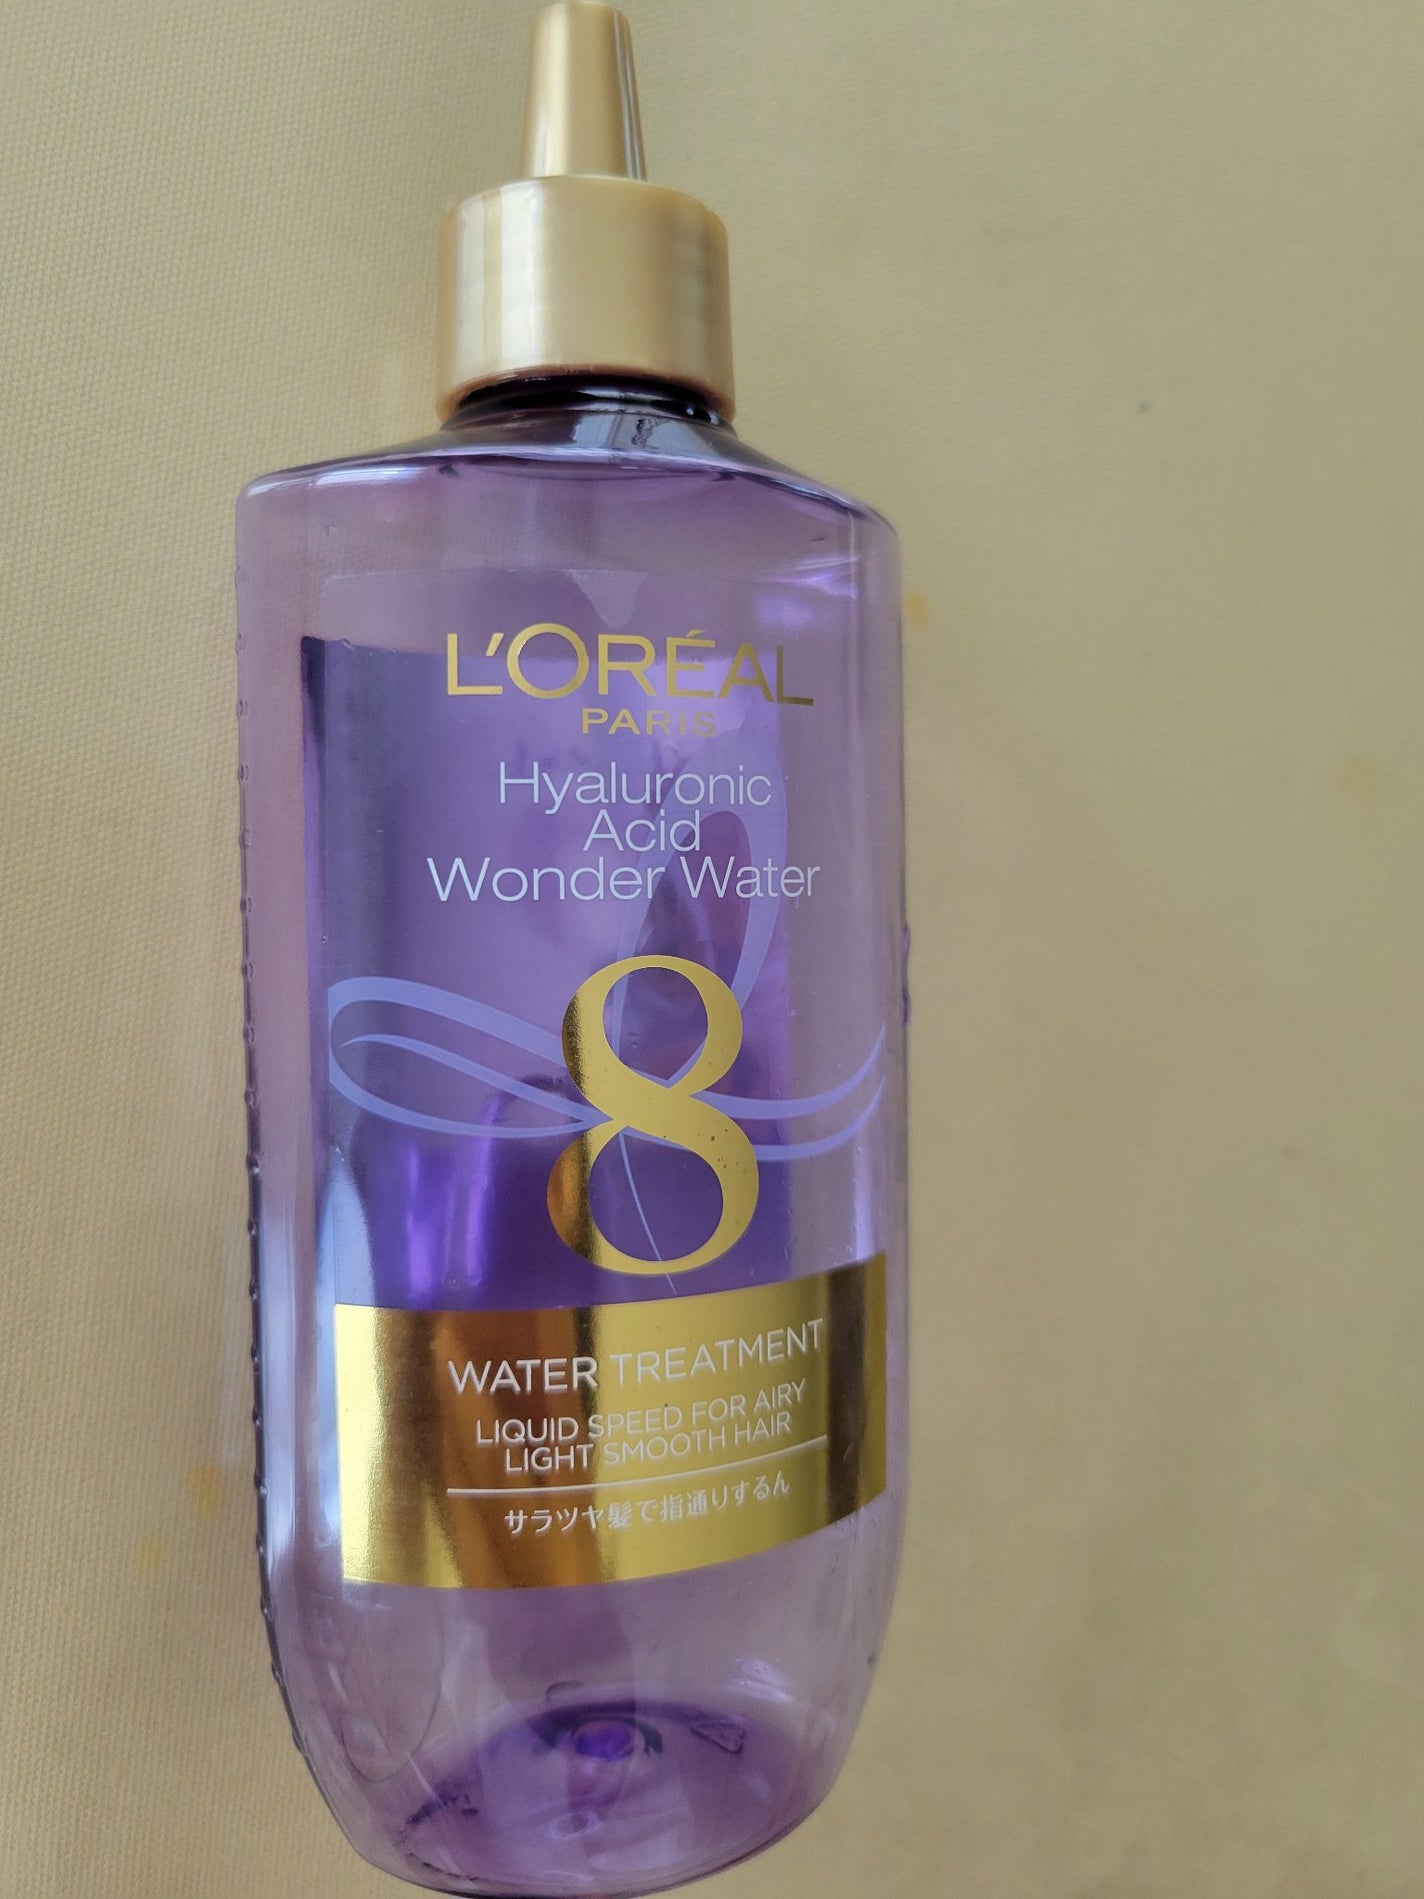 L'ORÉAL
PARIS
Hyaluronic
Acid
Wonder Water
8
WATER TREATMENT
LIQUID SPEED FOR AIRY
LIGHT SMOOTH HAIR
サラツヤ髪で指通りするん